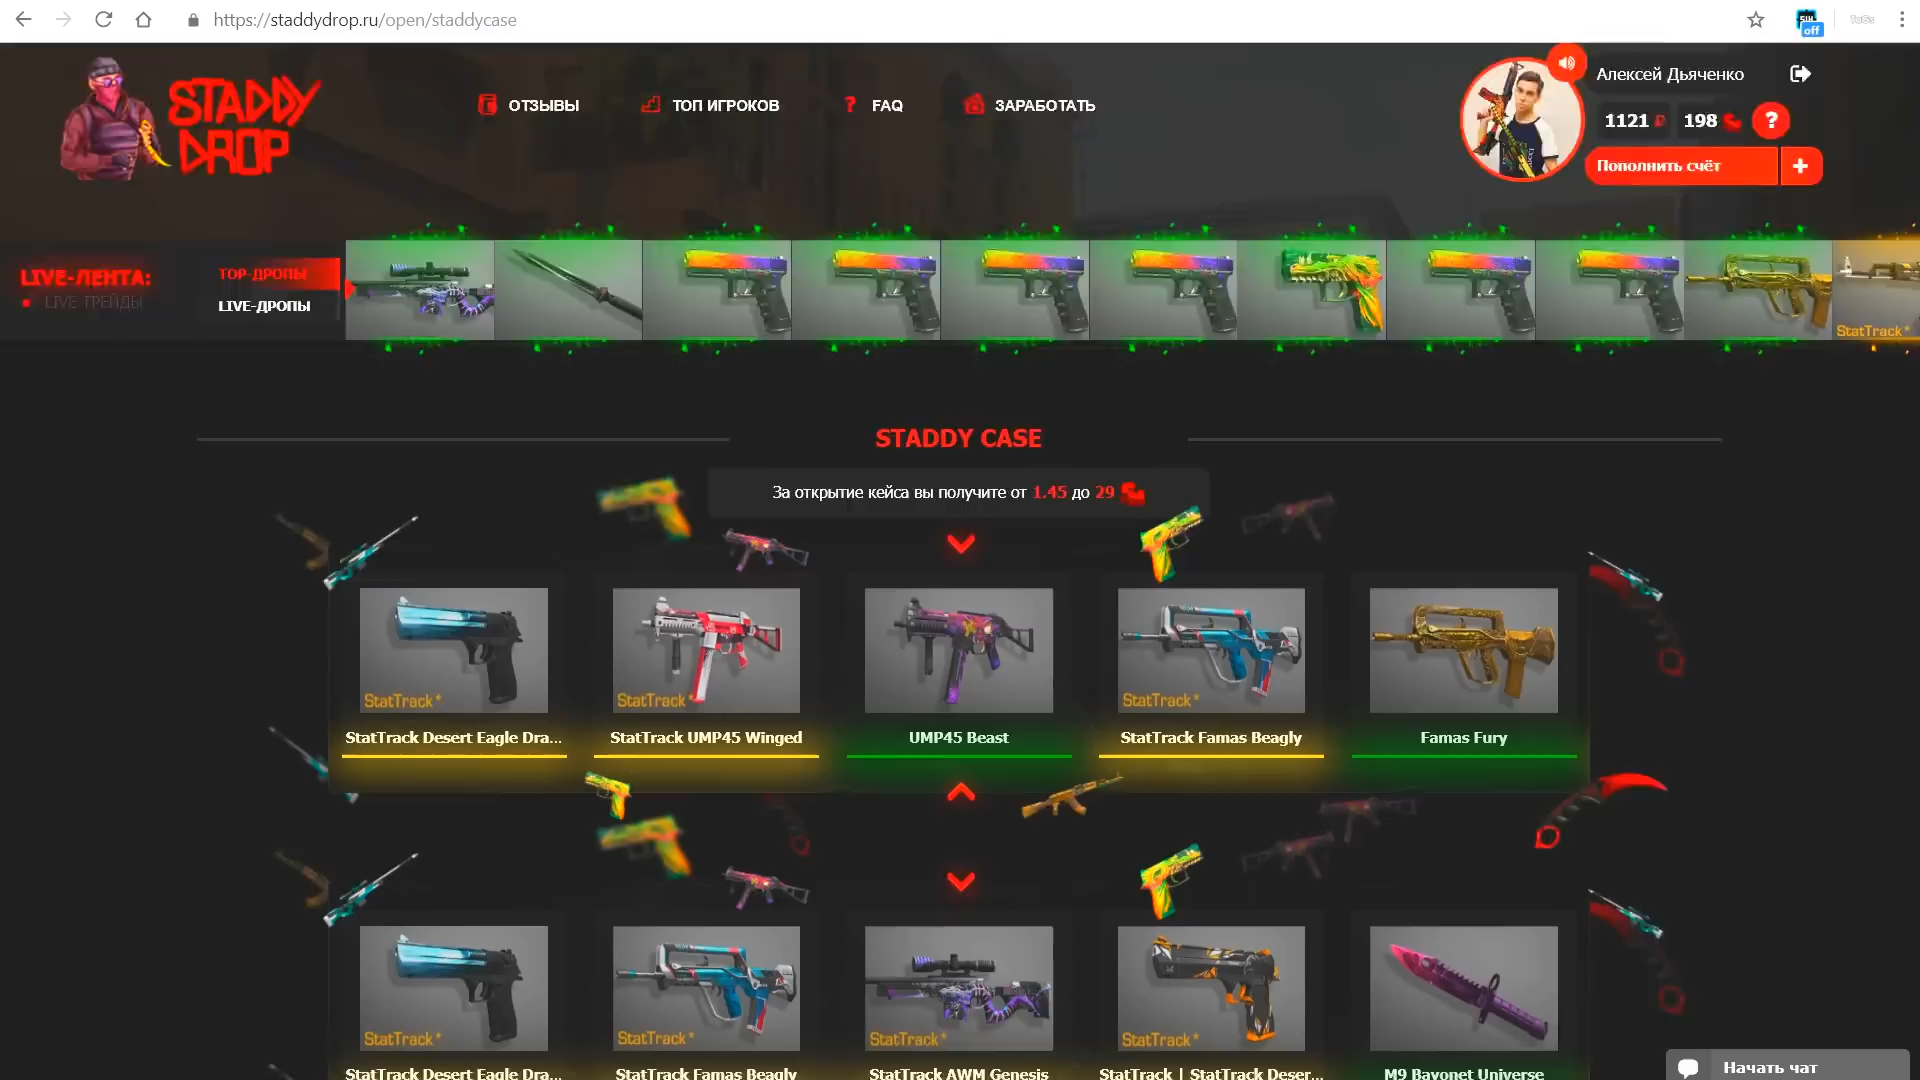 https://staddydrop.ru/open/staddycase
off
STADDY DROP
ОТЗЫВЫ
ТОП ИГРОКОВ
FAQ
ЗАРАБОТАТЬ
Алексей Дьяченко
1121
198
?
Пополнить счёт
+
LIVE-ЛЕНТА:
LIVE ТРЕЙДЫ
TOP-ДРОПЫ
LIVE-ДРОПЫ
StatTrack*
STADDY CASE
За открытие кейса вы получите от 1.45 до 29
StatTrack*
StatTrack*
StatTrack*
StatTrack Desert Eagle Dra...
StatTrack UMP45 Winged
UMP45 Beast
StatTrack Famas Beagly
Famas Fury
StatTrack*
StatTrack*
StatTrack*
StatTrack*
StatTrack Desert Eagle Dra...
StatTrack Famas Beagly
StatTrack AWM Genesis
StatTrack | StatTrack Deser...
M9 Bayonet Universe
Начать чат